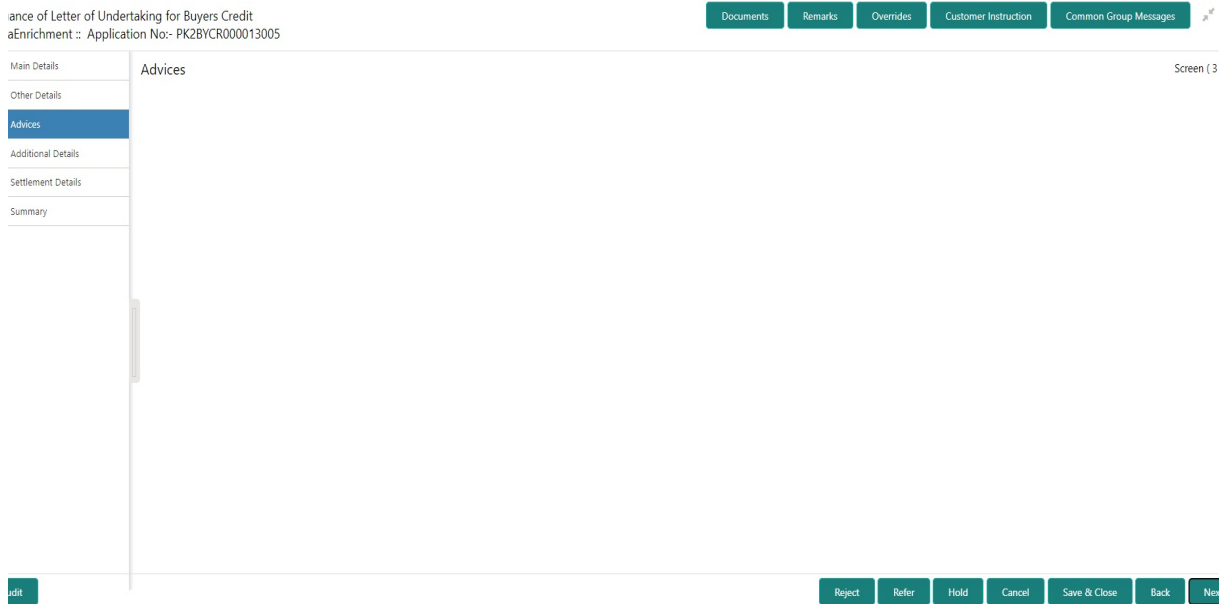 iance of Letter of Undertaking for Buyers Credit
aEnrichment :: Application No:- PK2BYCR000013005
Documents Remarks Overrides Customer Instruction Common Group Messages
Main Details
Other Details
Advices
Additional Details
Settlement Details
Summary
Advices
Screen ( 3
udit
Reject Refer Hold Cancel Save & Close Back Nex